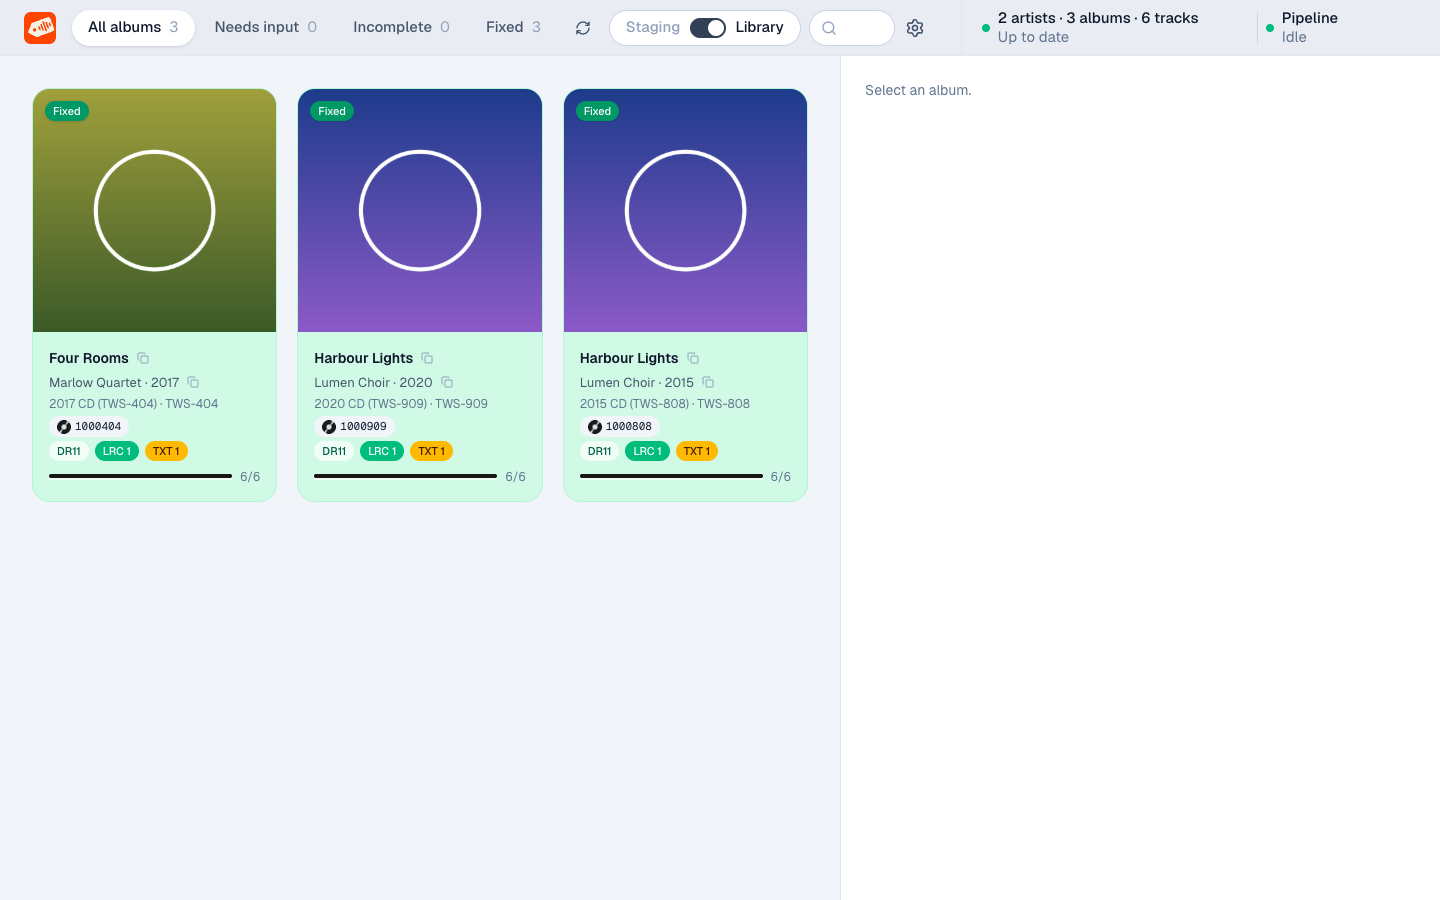 All albums 3
Needs input 0
Incomplete 0
Fixed 3
Staging
Library
2 artists · 3 albums · 6 tracks
Up to date
Pipeline
Idle
Select an album.
Fixed
Four Rooms
Marlow Quartet · 2017
2017 CD (TWS-404) · TWS-404
1000404
DR11 LRC 1 TXT 1
6/6
Fixed
Harbour Lights
Lumen Choir · 2020
2020 CD (TWS-909) · TWS-909
1000909
DR11 LRC 1 TXT 1
6/6
Fixed
Harbour Lights
Lumen Choir · 2015
2015 CD (TWS-808) · TWS-808
1000808
DR11 LRC 1 TXT 1
6/6